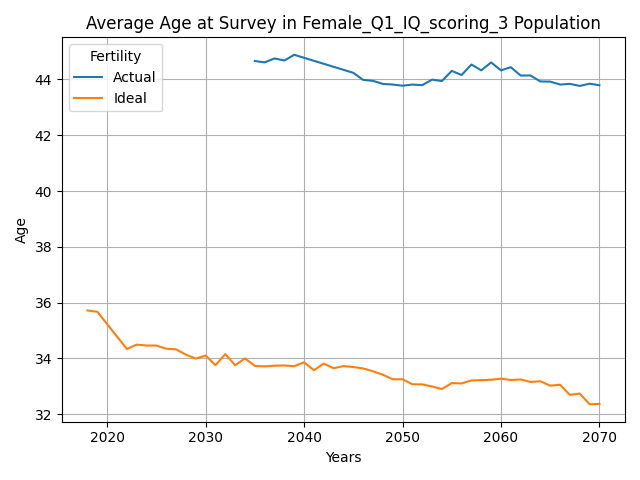 Average Age at Survey in Female_Q1_IQ_scoring_3 Population
Fertility
Actual
Ideal
Age
44
42
40
38
36
34
32
2020
2030
2040
2050
2060
2070
Years